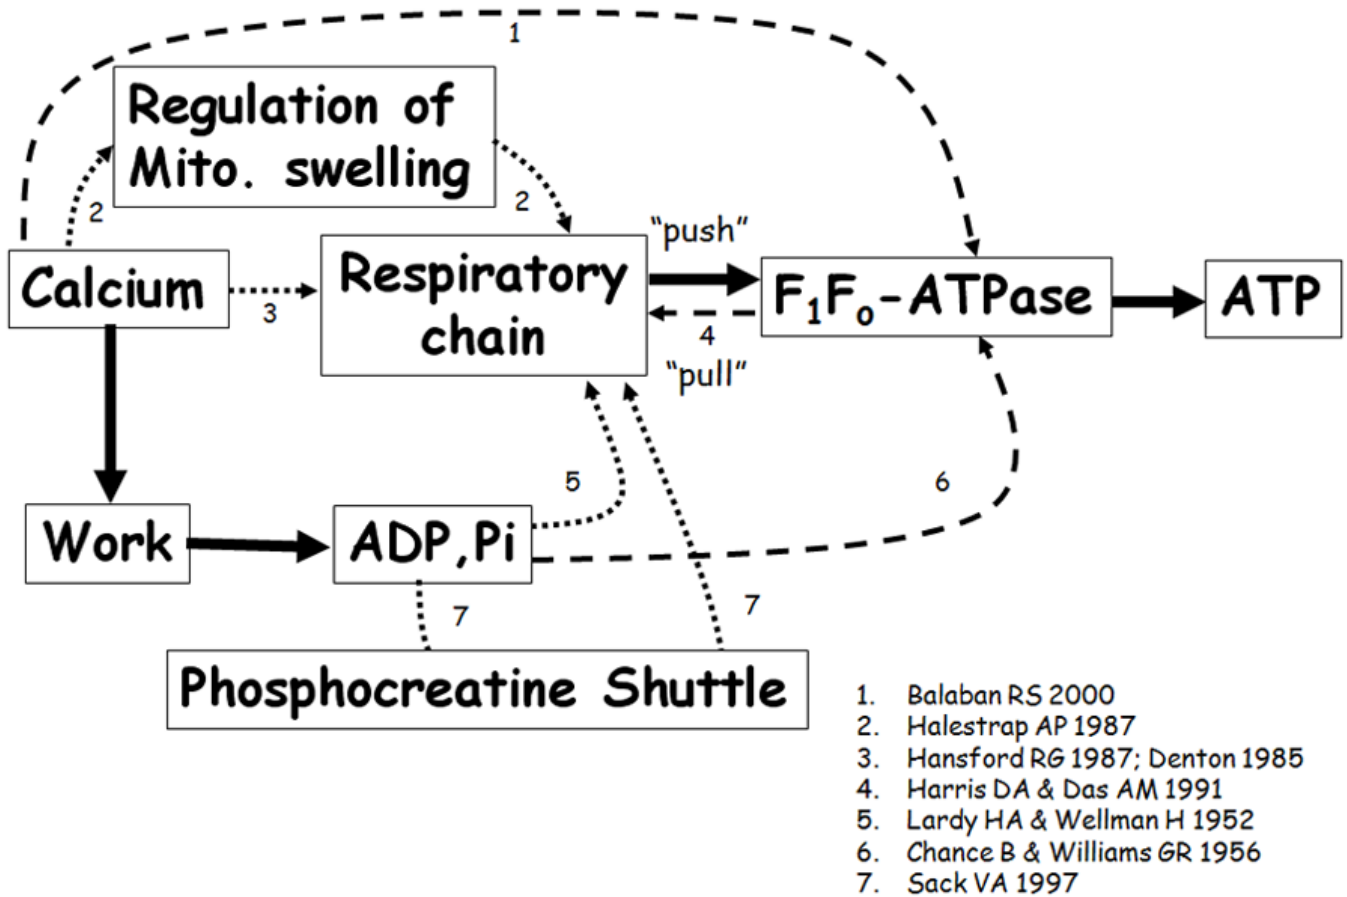 1
Regulation of
Mito. swelling
2
2
"push"
Calcium
3
Respiratory
chain
F1Fo-ATPase
ATP
4
"pull"
5
6
Work
ADP,Pi
7
7
Phosphocreatine Shuttle
1. Balaban RS 2000
2. Halestrap AP 1987
3. Hansford RG 1987; Denton 1985
4. Harris DA & Das AM 1991
5. Lardy HA & Wellman H 1952
6. Chance B & Williams GR 1956
7. Sack VA 1997